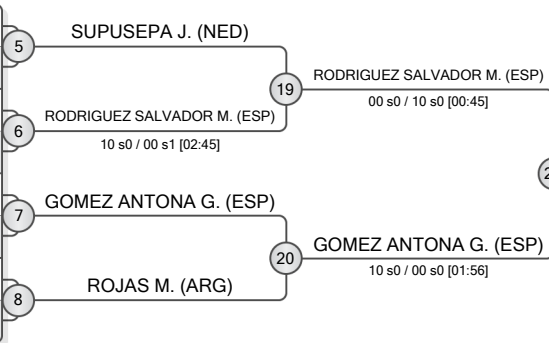 SUPUSEPA J. (NED)
5
RODRIGUEZ SALVADOR M. (ESP)
19
00 s0 / 10 s0 [00:45]
RODRIGUEZ SALVADOR M. (ESP)
6
10 s0 / 00 s1 [02:45]
GOMEZ ANTONA G. (ESP)
7
GOMEZ ANTONA G. (ESP)
20
10 s0 / 00 s0 [01:56]
ROJAS M. (ARG)
8